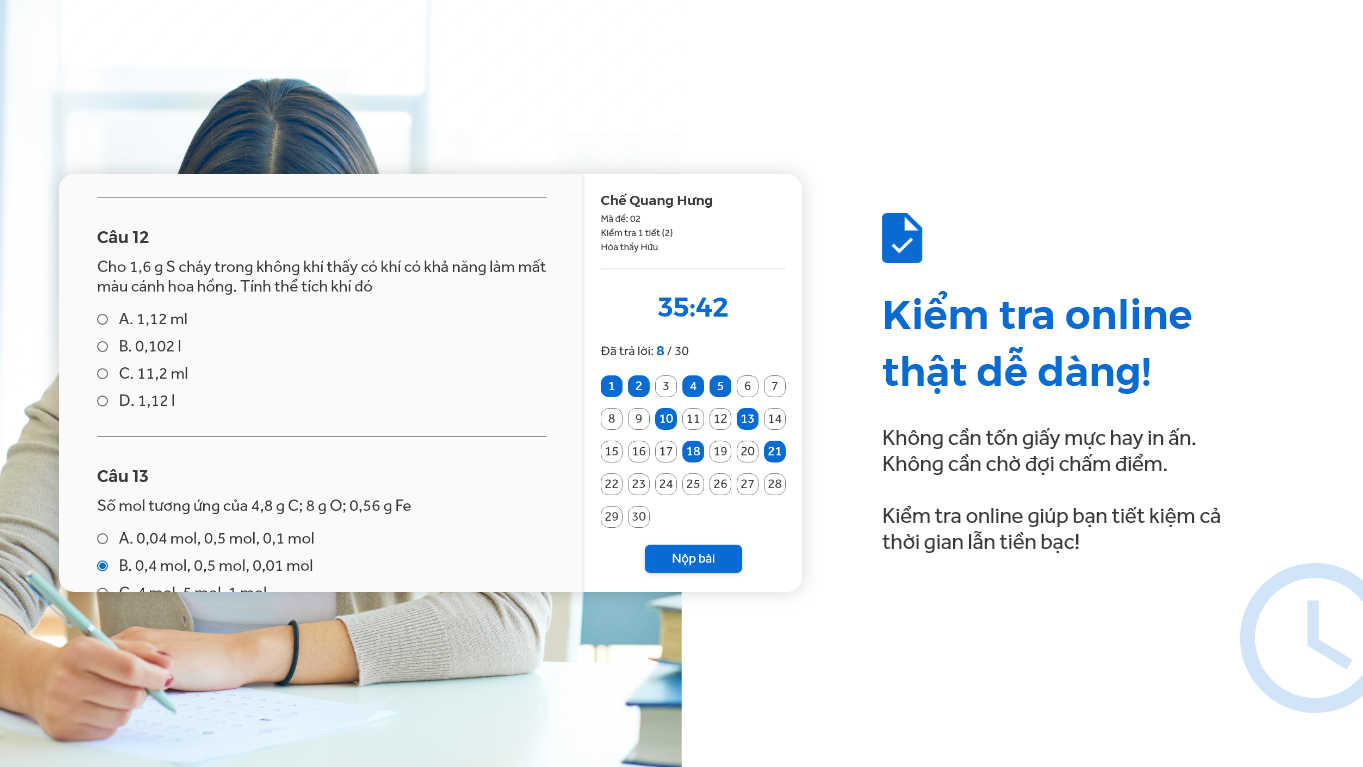 Câu 12
Cho 1,6 g S cháy trong không khí thấy có khí có khả năng làm mất
màu cánh hoa hồng. Tính thể tích khí đó
A. 1,12 ml
B. 0,102 l
C. 11,2 ml
D. 1,12 l
Câu 13
Số mol tương ứng của 4,8 g C; 8 g O; 0,56 g Fe
A. 0,04 mol, 0,5 mol, 0,1 mol
B. 0,4 mol, 0,5 mol, 0,01 mol
C. 4 mol, 5 mol, 1 mol
Chế Quang Hưng
Mã đề: 02
Kiểm tra 1 tiết (2)
Hóa thầy Hữu
35:42
Đã trả lời: 8 / 30
1 2 3 4 5 6 7
8 9 10 11 12 13 14
15 16 17 18 19 20 21
22 23 24 25 26 27 28
29 30
Nộp bài
Kiểm tra online
thật dễ dàng!
Không cần tốn giấy mực hay in ấn.
Không cần chờ đợi chấm điểm.
Kiểm tra online giúp bạn tiết kiệm cả
thời gian lẫn tiền bạc!